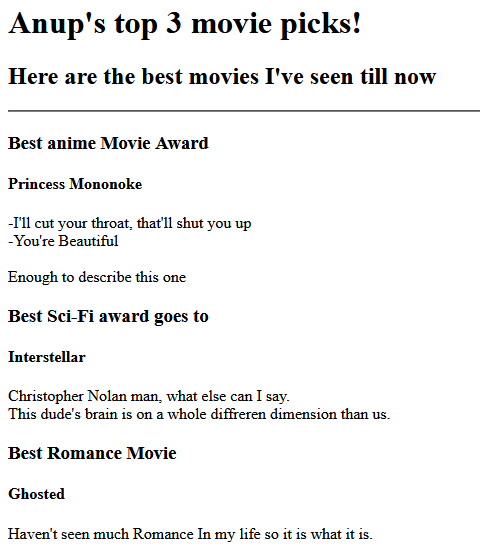 Anup's top 3 movie picks!
Here are the best movies I've seen till now
Best anime Movie Award
Princess Mononoke
-I'll cut your throat, that'll shut you up
-You're Beautiful
Enough to describe this one
Best Sci-Fi award goes to
Interstellar
Christopher Nolan man, what else can I say.
This dude's brain is on a whole diffreren dimension than us.
Best Romance Movie
Ghosted
Haven't seen much Romance In my life so it is what it is.